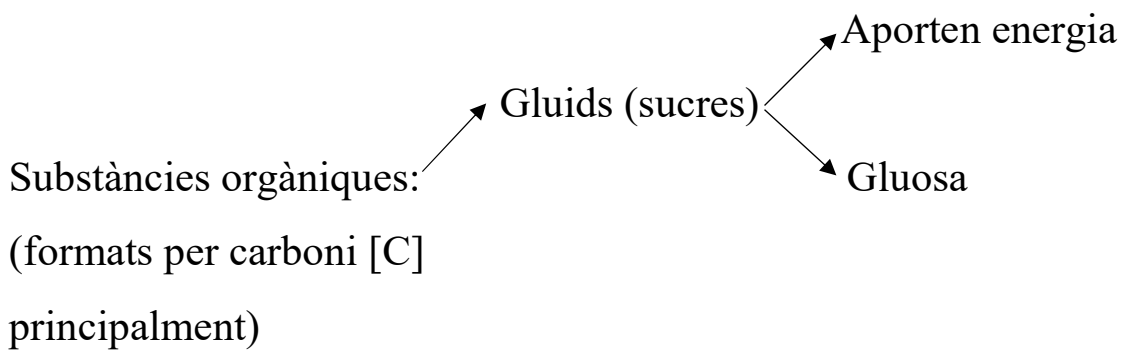 Aporten energia
Gluids (sucres)
Substàncies orgàniques:
Gluosa
(formats per carboni [C]
principalment)